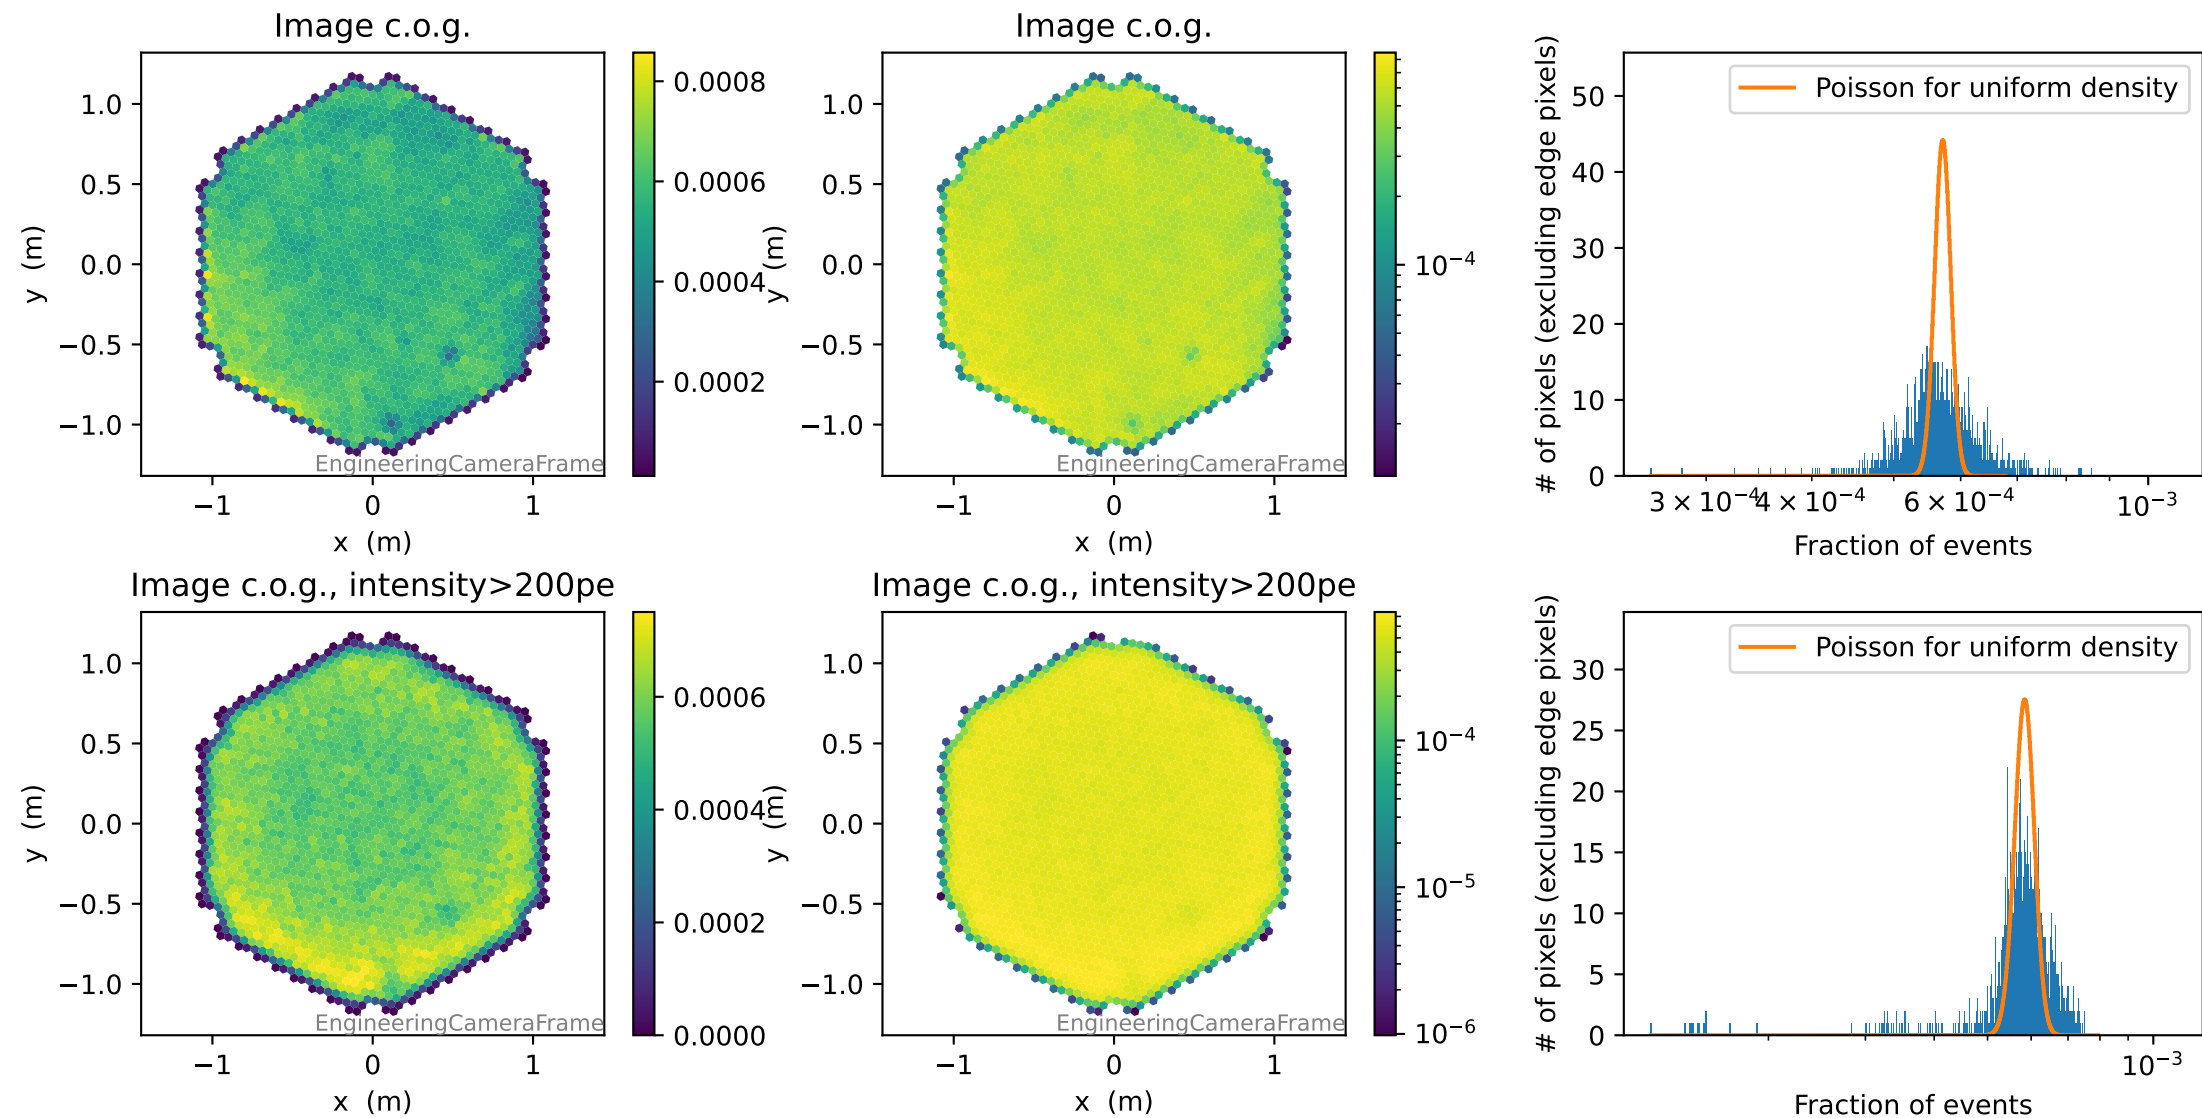 Image c.o.g.
1.0
0.5
0.0
−0.5
−1.0
y (m)
−1
0
1
x (m)
EngineeringCameraFrame
0.0008
0.0006
0.0004
0.0002
Image c.o.g.
1.0
0.5
0.0
−0.5
−1.0
y (m)
−1
0
1
x (m)
EngineeringCameraFrame
10⁻⁴
Poisson for uniform density
50
40
30
20
10
0
# of pixels (excluding edge pixels)
3 × 10⁻⁴
4 × 10⁻⁴
6 × 10⁻⁴
10⁻³
Fraction of events
Image c.o.g., intensity>200pe
1.0
0.5
0.0
−0.5
−1.0
y (m)
−1
0
1
x (m)
EngineeringCameraFrame
0.0006
0.0004
0.0002
0.0000
Image c.o.g., intensity>200pe
1.0
0.5
0.0
−0.5
−1.0
y (m)
−1
0
1
x (m)
EngineeringCameraFrame
10⁻⁴
10⁻⁵
10⁻⁶
Poisson for uniform density
30
25
20
15
10
5
0
# of pixels (excluding edge pixels)
10⁻³
Fraction of events